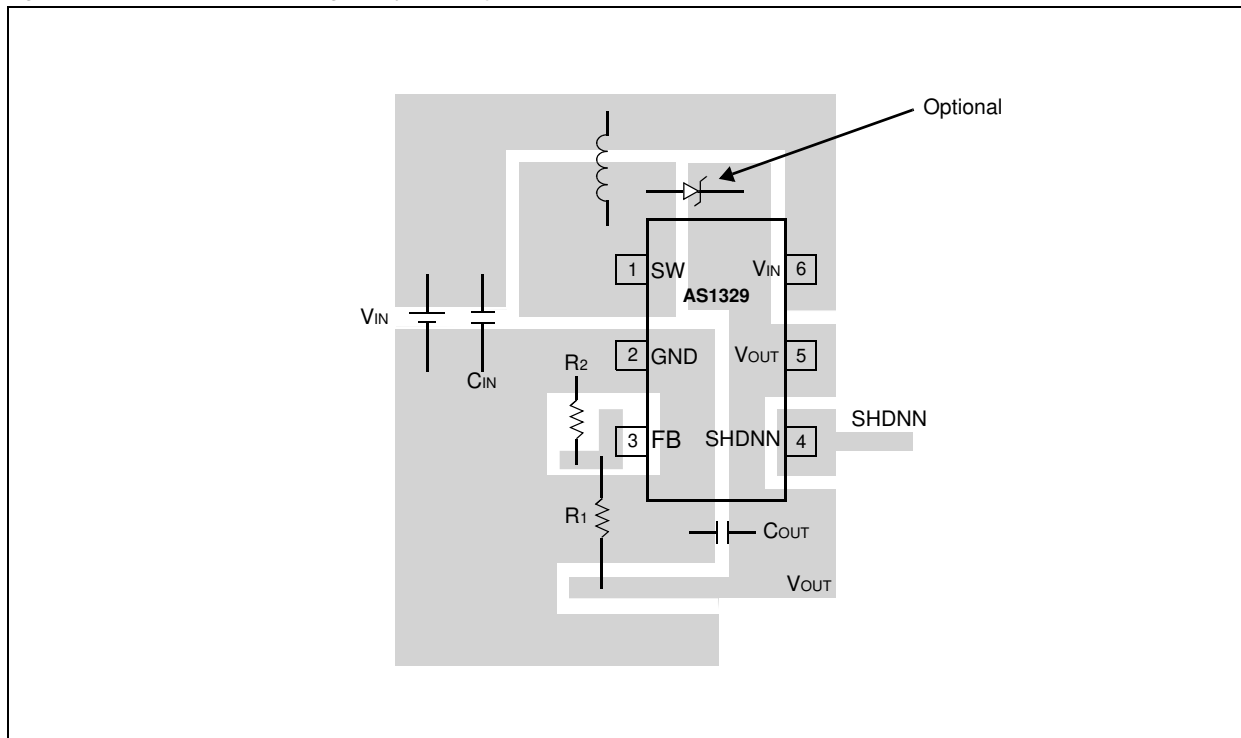 Optional
1 SW VIN 6
AS1329
VIN
2 GND VOUT 5
R2
CIN
SHDNN
3 FB SHDNN 4
R1
COUT
VOUT